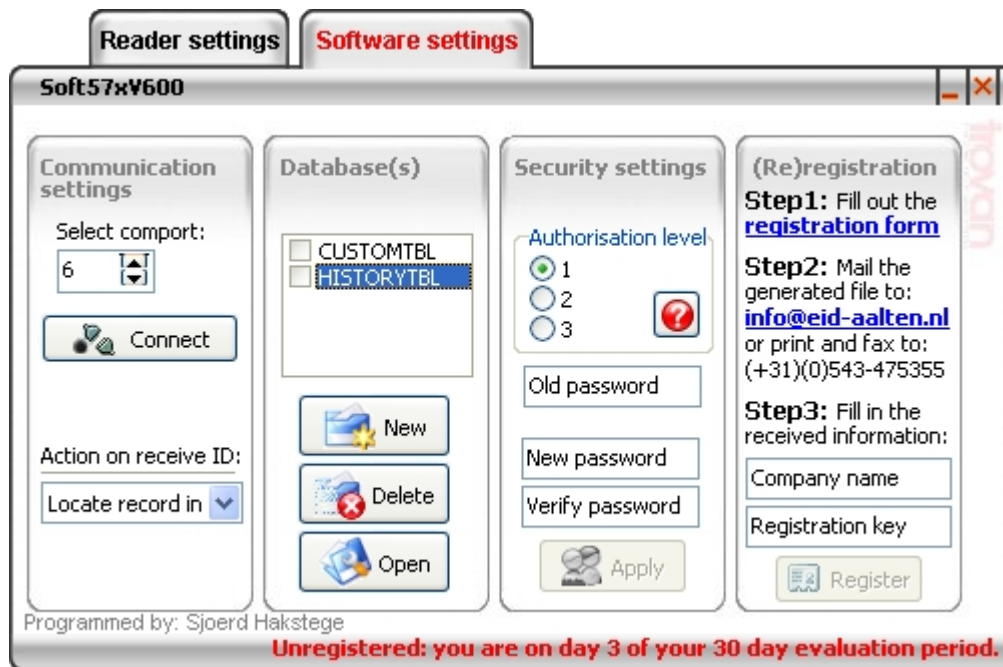 Reader settings
Software settings
Soft57xV600
Communication
settings
Select comport:
6
Connect
Action on receive ID:
Locate record in
Database(s)
CUSTOMTBL
HISTORYTBL
New
Delete
Open
Security settings
Authorisation level
1
2
3
Old password
New password
Verify password
Apply
(Re)registration
Step1: Fill out the
registration form
Step2: Mail the
generated file to:
info@eid-aalten.nl
or print and fax to:
(+31)(0)543-475355
Step3: Fill in the
received information:
Company name
Registration key
Register
trovan
Programmed by: Sjoerd Hakstege
Unregistered: you are on day 3 of your 30 day evaluation period.